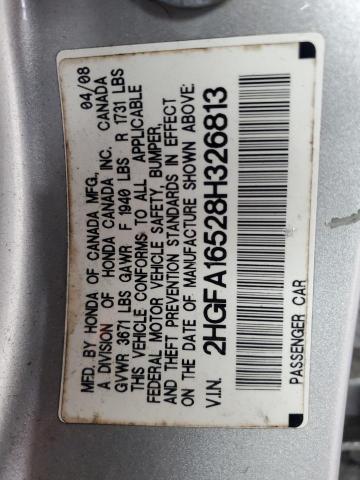 MFD. BY HONDA OF CANADA MFG., 04/08
A DIVISION OF HONDA CANADA INC. CANADA
GVWR 3671 LBS GAWR F 1940 LBS R 1731 LBS
THIS VEHICLE CONFORMS TO ALL APPLICABLE
FEDERAL MOTOR VEHICLE SAFETY, BUMPER,
AND THEFT PREVENTION STANDARDS IN EFFECT
ON THE DATE OF MANUFACTURE SHOWN ABOVE.
V.I.N. 2HGFA16528H326813
PASSENGER CAR